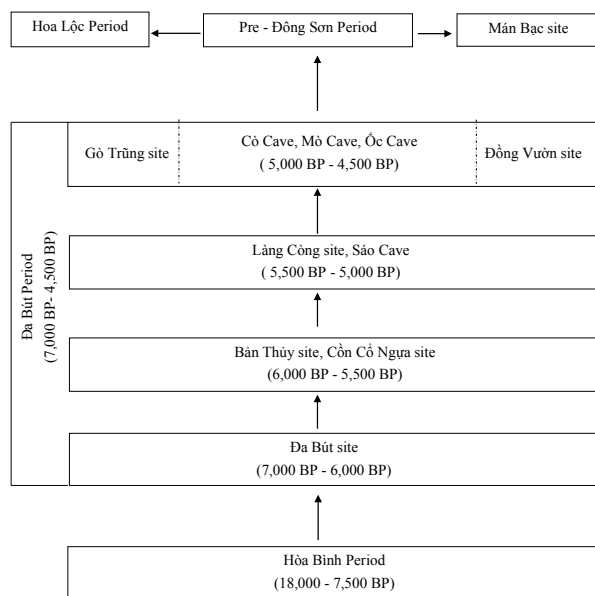 Hoa Lộc Period
Pre - Đông Sơn Period
Mán Bạc site
Gò Trũng site
Cò Cave, Mò Cave, Ốc Cave
( 5,000 BP - 4,500 BP)
Đồng Vườn site
Đa Bút Period
(7,000 BP- 4,500 BP)
Làng Còng site, Sáo Cave
( 5,500 BP - 5,000 BP)
Bản Thủy site, Cồn Cổ Ngựa site
(6,000 BP - 5,500 BP)
Đa Bút site
(7,000 BP - 6,000 BP)
Hòa Bình Period
(18,000 - 7,500 BP)